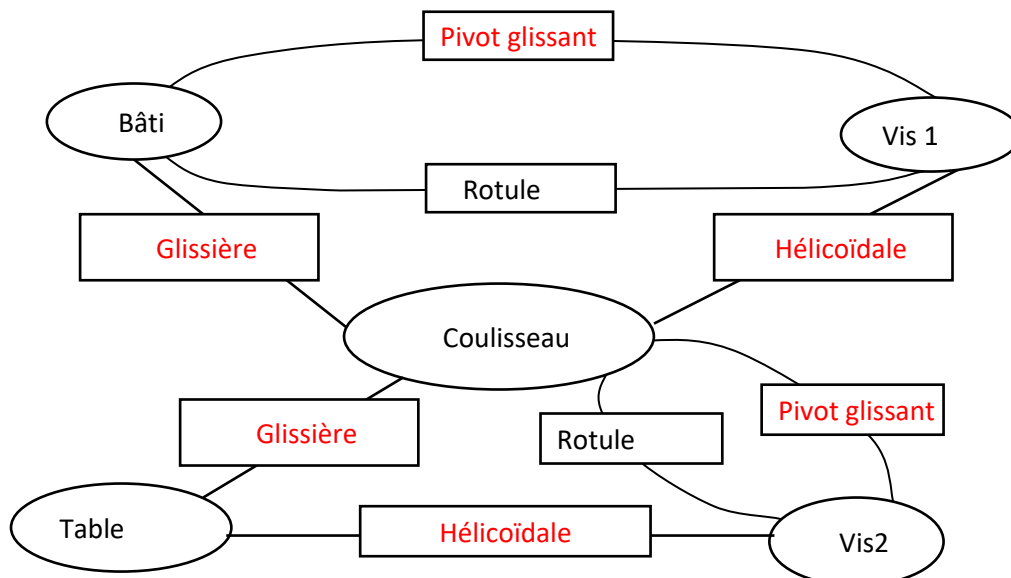 Pivot glissant
Bâti
Vis 1
Rotule
Glissière
Hélicoïdale
Coulisseau
Pivot glissant
Glissière
Rotule
Table
Hélicoïdale
Vis2